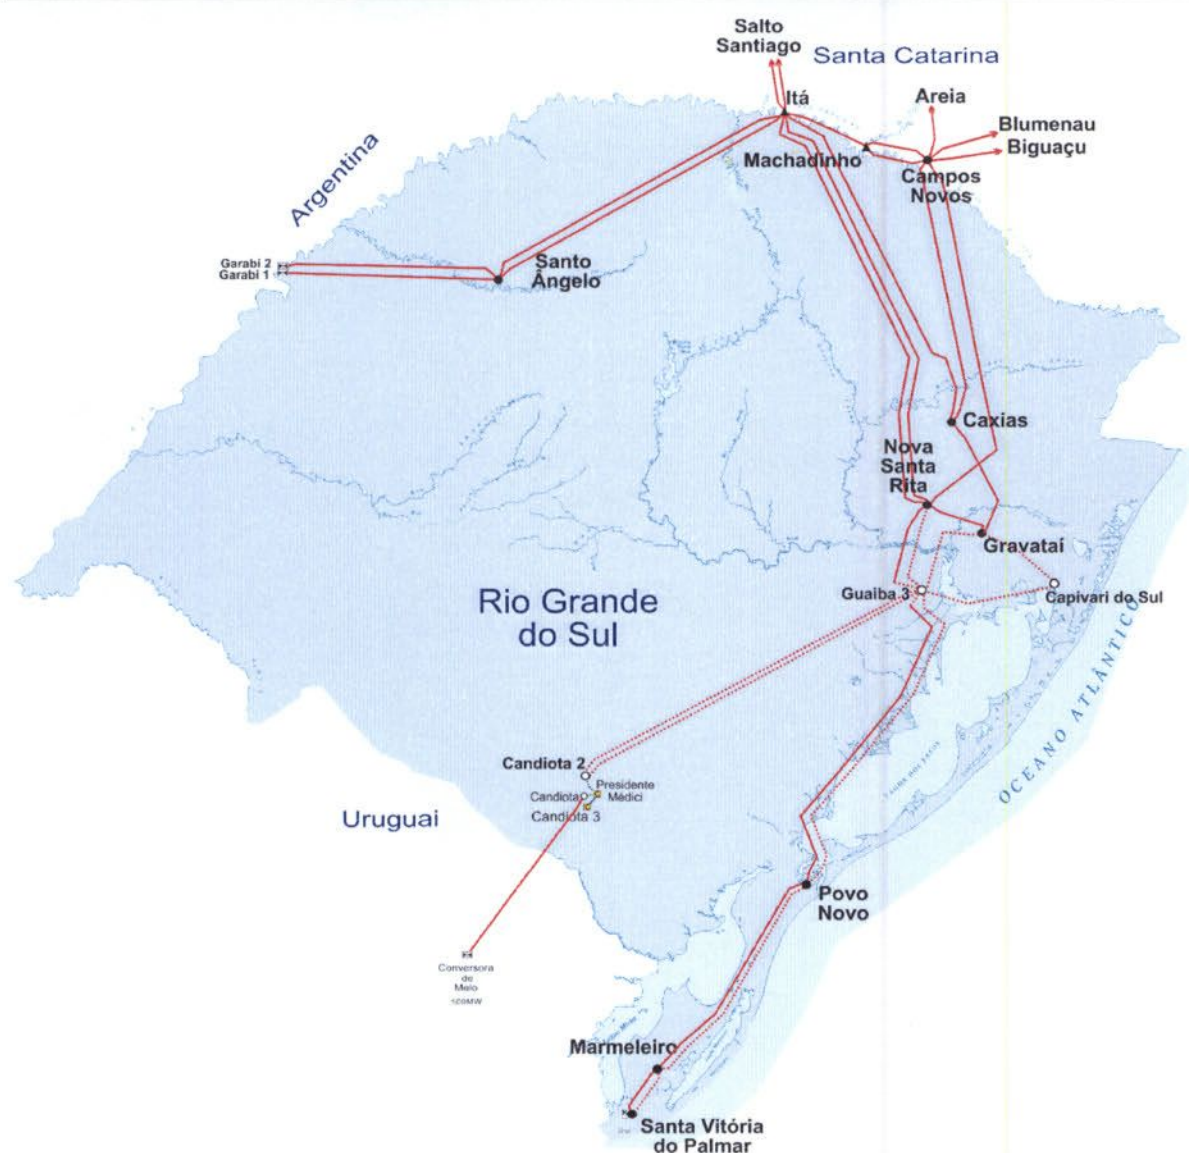 Salto
Santiago
Santa Catarina
Itá
Areia
Blumenau
Biguaçu
Machadinho
Campos
Novos
Argentina
Garabi 2
Garabi 1
Santo
Ângelo
Caxias
Nova
Santa
Rita
Gravataí
Guaiba 3
Capivari do Sul
Rio Grande
do Sul
OCEANO ATLÂNTICO
Candiota 2
Presidente
Médici
Candiota
Candiota 3
Uruguai
Povo
Novo
Conversora
de
Melo
Marmeleiro
Santa Vitória
do Palmar